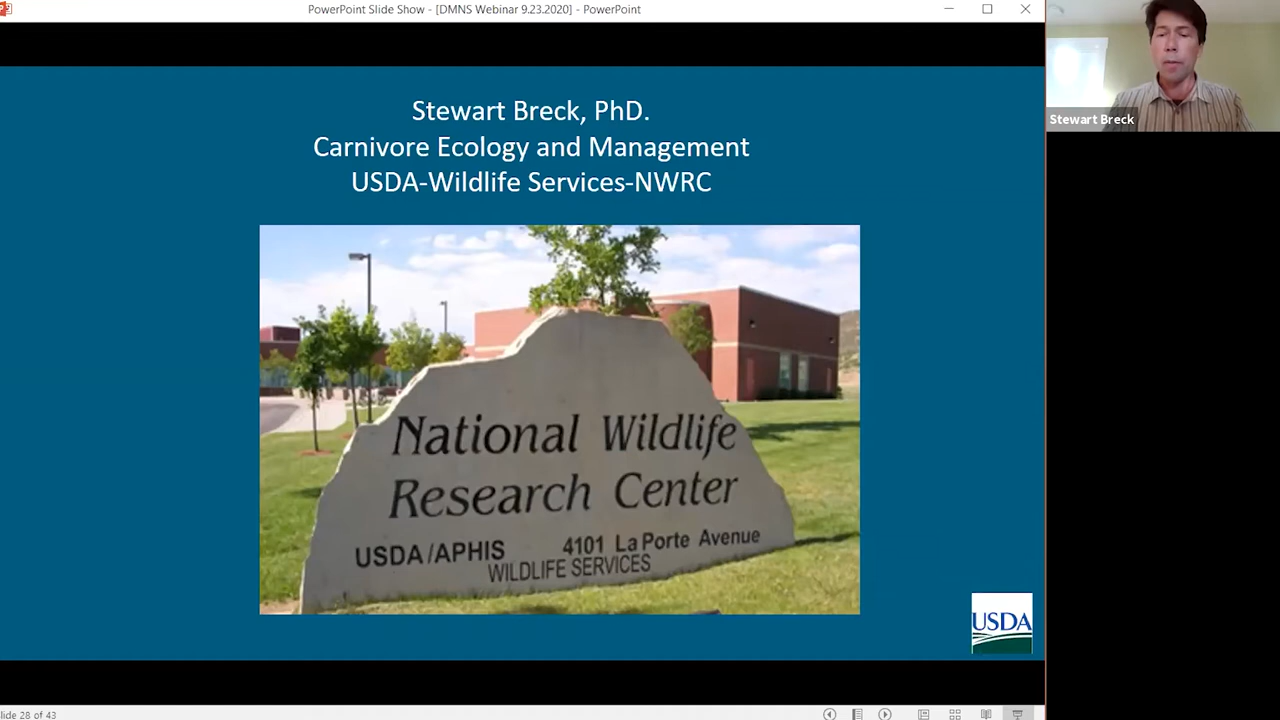 PowerPoint Slide Show - [DMNS Webinar 9.23.2020] - PowerPoint
Stewart Breck, PhD.
Carnivore Ecology and Management
USDA-Wildlife Services-NWRC
Stewart Breck
National Wildlife
Research Center
USDA/APHIS 4101 La Porte Avenue
WILDLIFE SERVICES
USDA
lide 28 of 43